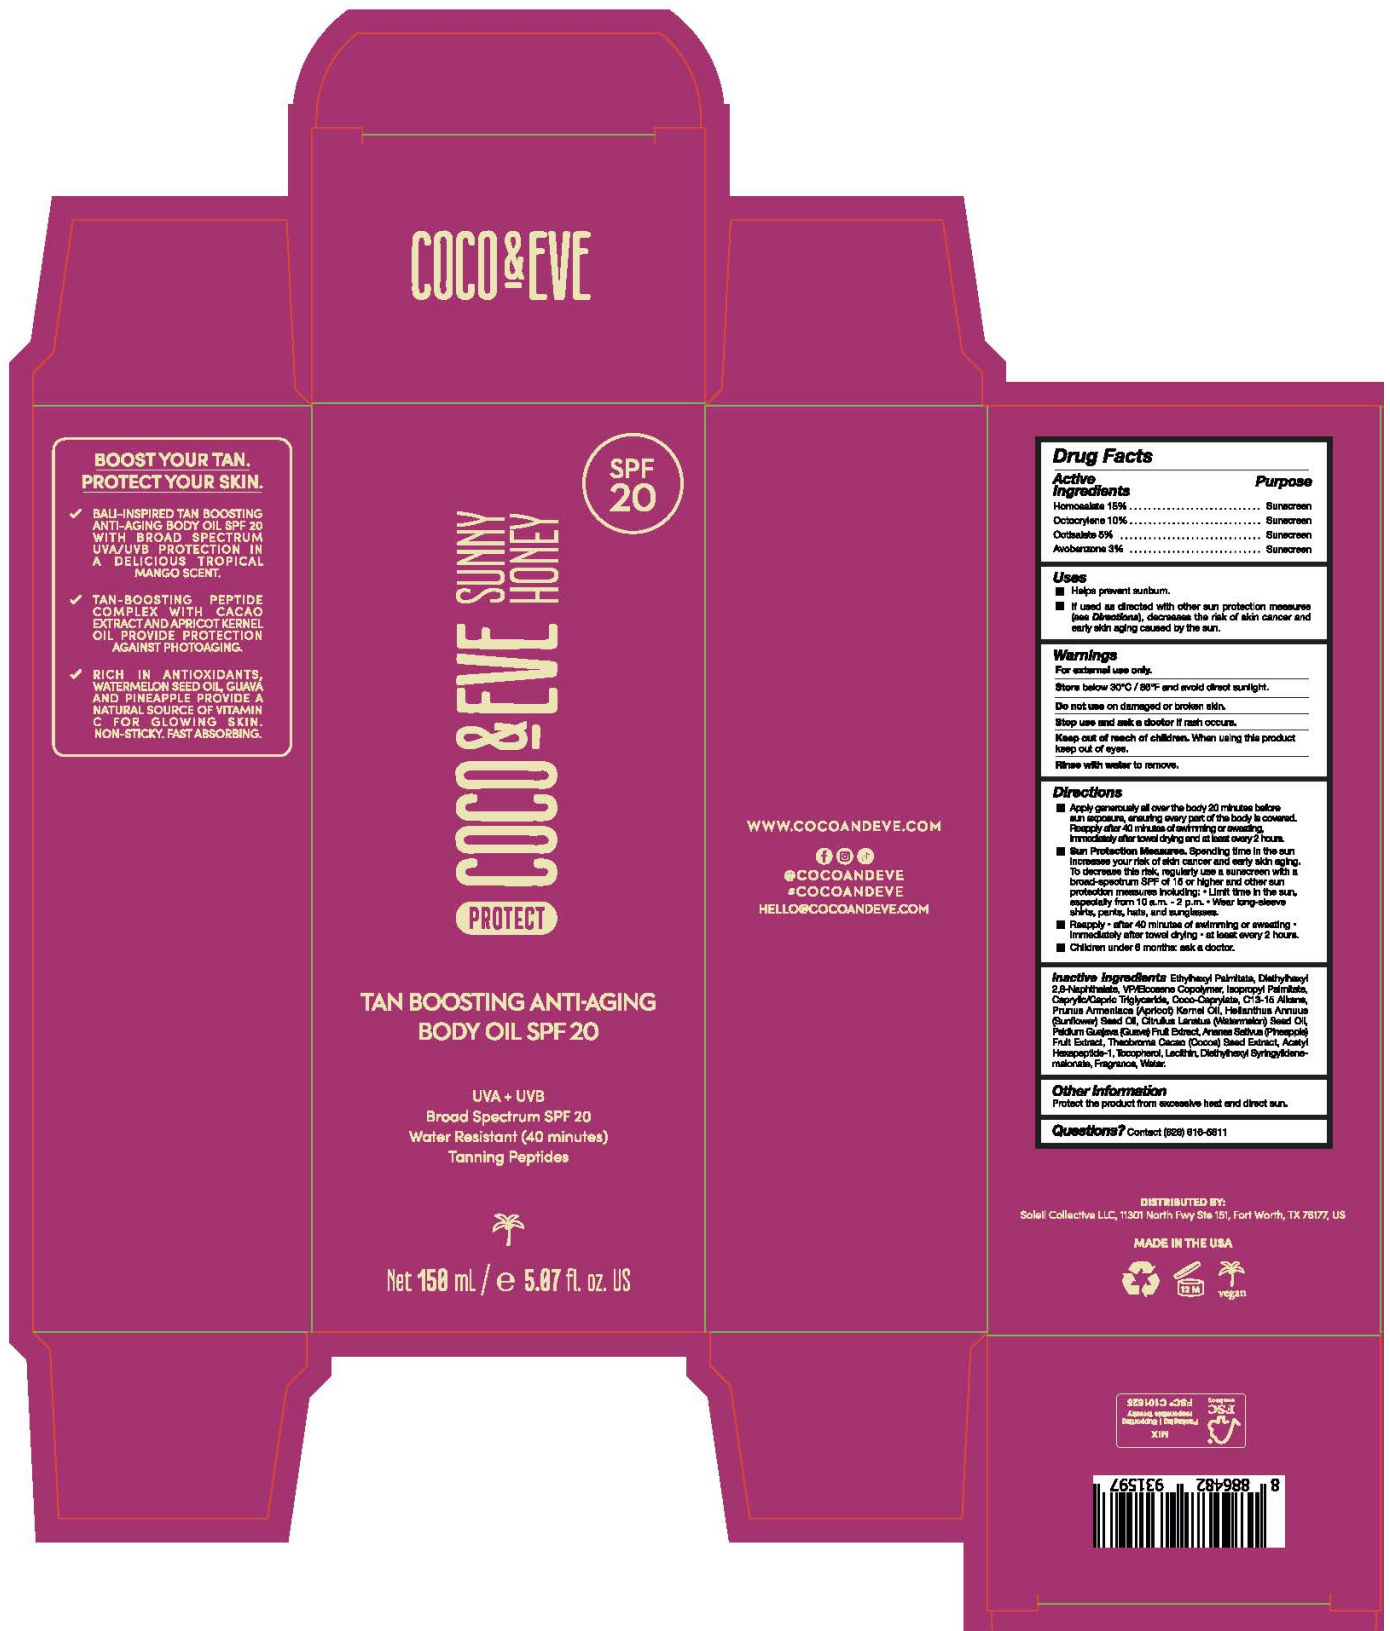 COCO&EVE
BOOST YOUR TAN.
PROTECT YOUR SKIN.
✓ BALI-INSPIRED TAN BOOSTING
ANTI-AGING BODY OIL SPF 20
WITH BROAD SPECTRUM
UVA/UVB PROTECTION IN
A DELICIOUS TROPICAL
MANGO SCENT.
✓ TAN-BOOSTING PEPTIDE
COMPLEX WITH CACAO
EXTRACT AND APRICOT KERNEL
OIL PROVIDE PROTECTION
AGAINST PHOTOAGING.
✓ RICH IN ANTIOXIDANTS,
WATERMELON SEED OIL, GUAVA
AND PINEAPPLE PROVIDE A
NATURAL SOURCE OF VITAMIN
C FOR GLOWING SKIN.
NON-STICKY. FAST ABSORBING.
SPF
20
COCO&EVE
SUNNY
HONEY
PROTECT
TAN BOOSTING ANTI-AGING
BODY OIL SPF 20
UVA + UVB
Broad Spectrum SPF 20
Water Resistant (40 minutes)
Tanning Peptides
Net 150 mL / e 5.07 fl. oz. US
WWW.COCOANDEVE.COM
@COCOANDEVE
#COCOANDEVE
HELLO@COCOANDEVE.COM
Drug Facts
Active
Ingredients Purpose
Homosalate 15% Sunscreen
Octocrylene 10% Sunscreen
Octisalate 5% Sunscreen
Avobenzone 3% Sunscreen
Uses
■ Helps prevent sunburn.
■ If used as directed with other sun protection measures
(see Directions), decreases the risk of skin cancer and
early skin aging caused by the sun.
Warnings
For external use only.
Store below 30°C / 86°F and avoid direct sunlight.
Do not use on damaged or broken skin.
Stop use and ask a doctor if rash occurs.
Keep out of reach of children. When using this product
keep out of eyes.
Rinse with water to remove.
Directions
■ Apply generously all over the body 20 minutes before
sun exposure, ensuring every part of the body is covered.
Reapply after 40 minutes of swimming or sweating,
immediately after towel drying and at least every 2 hours.
■ Sun Protection Measures. Spending time in the sun
increases your risk of skin cancer and early skin aging.
To decrease this risk, regularly use a sunscreen with a
broad-spectrum SPF of 15 or higher and other sun
protection measures including: • Limit time in the sun,
especially from 10 a.m. - 2 p.m. • Wear long-sleeve
shirts, pants, hats, and sunglasses.
■ Reapply • after 40 minutes of swimming or sweating •
immediately after towel drying • at least every 2 hours.
■ Children under 6 months: ask a doctor.
Inactive Ingredients Ethylhexyl Palmitate, Diethylhexyl
2,6-Naphthalate, VP/Eicosene Copolymer, Isopropyl Palmitate,
Caprylic/Capric Triglyceride, Coco-Caprylate, C13-15 Alkane,
Prunus Armeniaca (Apricot) Kernel Oil, Helianthus Annuus
(Sunflower) Seed Oil, Citrullus Lanatus (Watermelon) Seed Oil,
Psidium Guajava (Guava) Fruit Extract, Ananas Sativus (Pineapple)
Fruit Extract, Theobroma Cacao (Cocoa) Seed Extract, Acetyl
Hexapeptide-1, Tocopherol, Lecithin, Diethylhexyl Syringylidene-
malonate, Fragrance, Water.
Other Information
Protect the product from excessive heat and direct sun.
Questions? Contact (626) 616-5811
DISTRIBUTED BY:
Soleil Collective LLC, 11301 North Fwy Ste 151, Fort Worth, TX 76177, US
MADE IN THE USA
12 M
vegan
FSC
MIX
Packaging | Supporting
responsible forestry
FSC® C101525
8 886482 931597